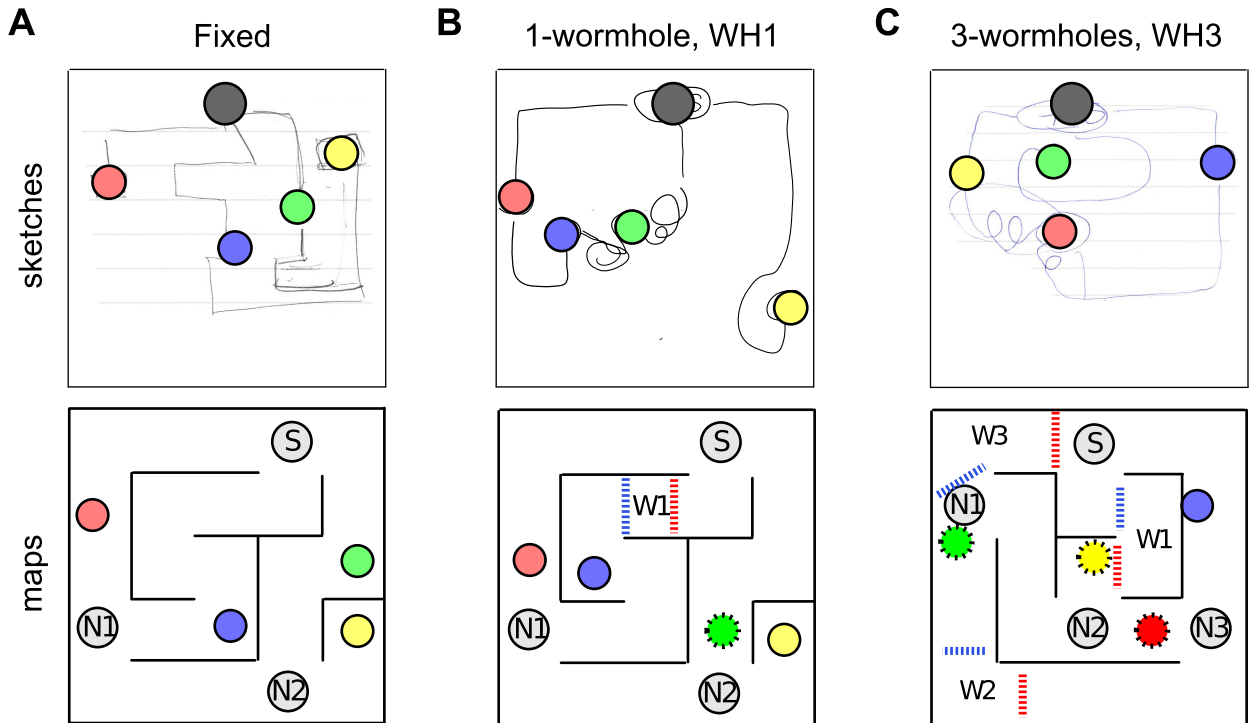 A
Fixed
B
1-wormhole, WH1
C
3-wormholes, WH3
sketches
maps
S
N1
N2
S
W1
N1
N2
W3
S
N1
W1
N2
N3
W2